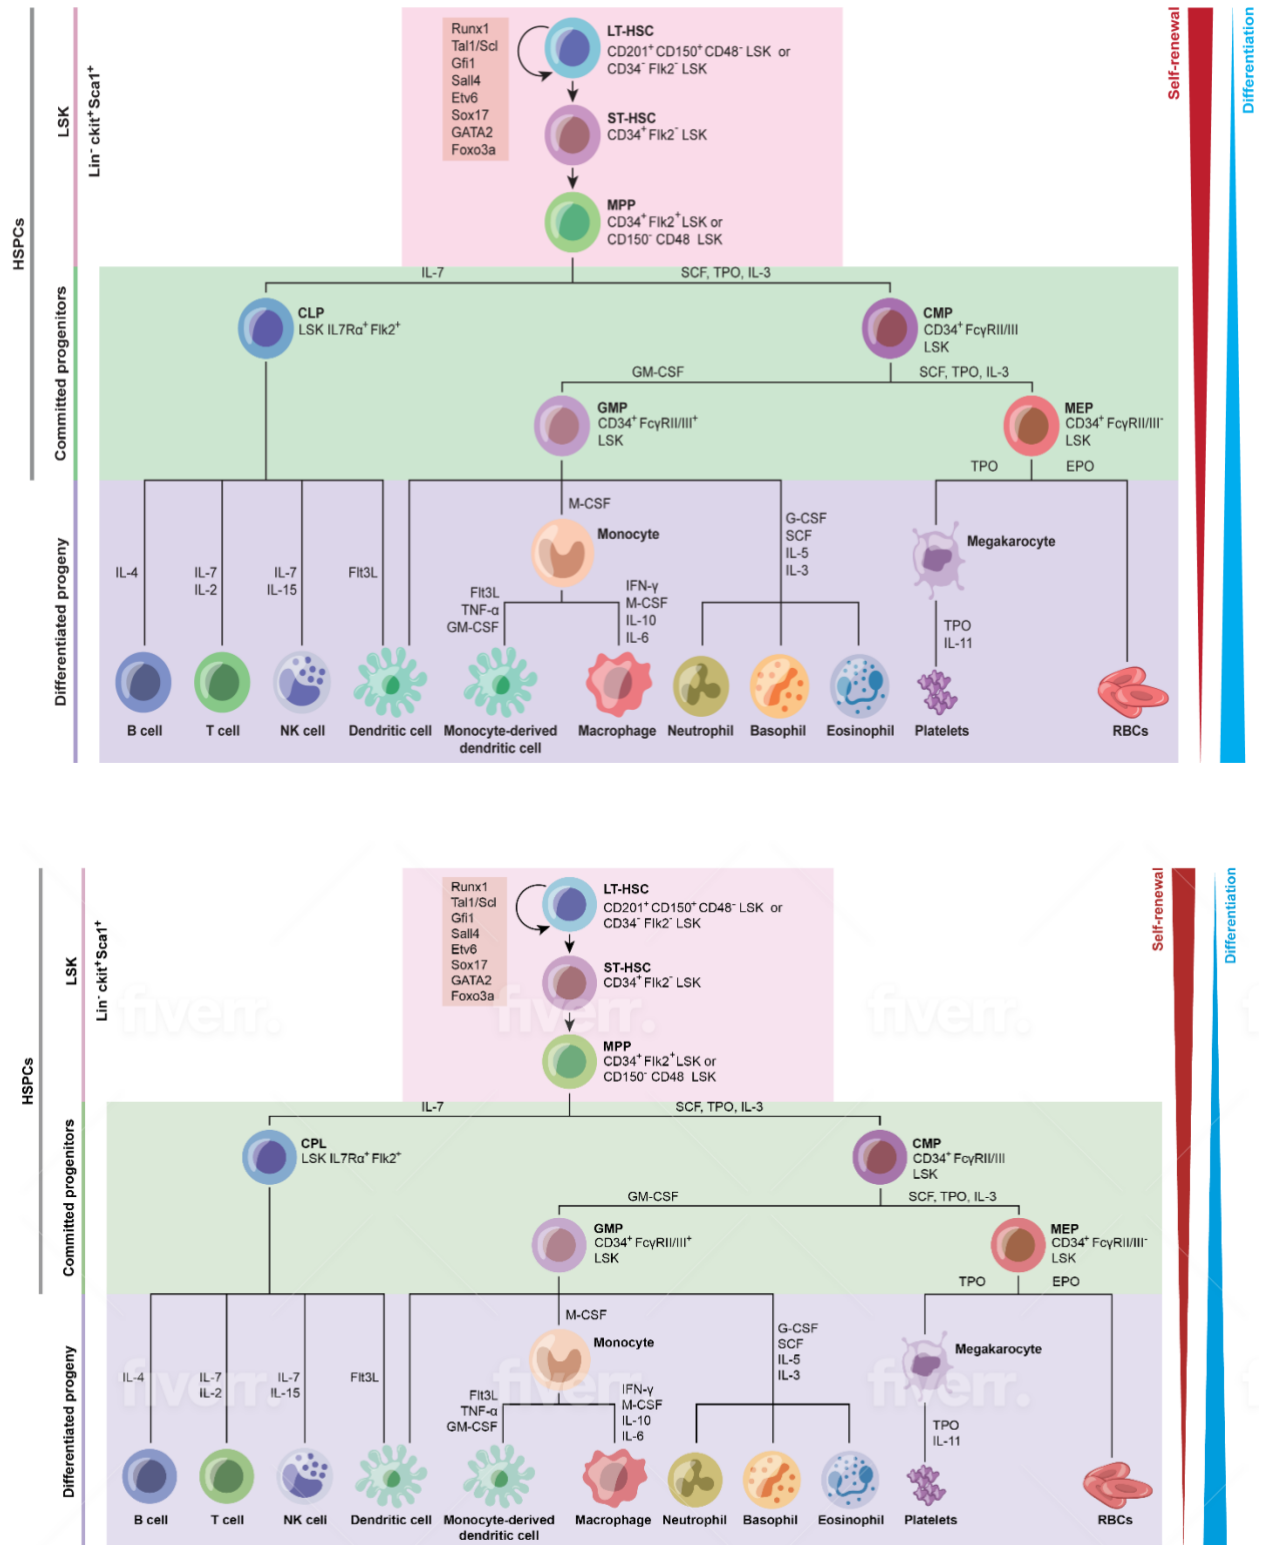 Runx1
Tal1/Scl
Gfi1
Sall4
Etv6
Sox17
GATA2
Foxo3a
LT-HSC
CD201⁺ CD150⁺ CD48⁻ LSK or
CD34⁻ Flk2⁻ LSK
ST-HSC
CD34⁺ Flk2⁻ LSK
MPP
CD34⁺ Flk2⁺ LSK or
CD150⁻ CD48 LSK
HSPCs
LSK
Lin⁻ ckit⁺ Sca1⁺
Self-renewal
Differentiation
Committed progenitors
IL-7
SCF, TPO, IL-3
CLP
LSK IL7Rα⁺ Flk2⁺
CMP
CD34⁺ FcγRII/III
LSK
GM-CSF
SCF, TPO, IL-3
GMP
CD34⁺ FcγRII/III⁺
LSK
MEP
CD34⁺ FcγRII/III⁻
LSK
TPO
EPO
Differentiated progeny
IL-4
IL-7
IL-2
IL-7
IL-15
Flt3L
M-CSF
Monocyte
Flt3L
TNF-α
GM-CSF
IFN-γ
M-CSF
IL-10
IL-6
G-CSF
SCF
IL-5
IL-3
Megakarocyte
TPO
IL-11
B cell
T cell
NK cell
Dendritic cell
Monocyte-derived
dendritic cell
Macrophage
Neutrophil
Basophil
Eosinophil
Platelets
RBCs
Runx1
Tal1/Scl
Gfi1
Sall4
Etv6
Sox17
GATA2
Foxo3a
LT-HSC
CD201⁺ CD150⁺ CD48⁻ LSK or
CD34⁻ Flk2⁻ LSK
ST-HSC
CD34⁺ Flk2⁻ LSK
MPP
CD34⁺ Flk2⁺ LSK or
CD150⁻ CD48 LSK
HSPCs
LSK
Lin⁻ ckit⁺ Sca1⁺
Self-renewal
Differentiation
fiverr.
fiverr.
fiverr.
Committed progenitors
IL-7
SCF, TPO, IL-3
CPL
LSK IL7Rα⁺ Flk2⁺
CMP
CD34⁺ FcγRII/III
LSK
GM-CSF
SCF, TPO, IL-3
GMP
CD34⁺ FcγRII/III⁺
LSK
MEP
CD34⁺ FcγRII/III⁻
LSK
TPO
EPO
Differentiated progeny
IL-4
IL-7
IL-2
IL-7
IL-15
Flt3L
M-CSF
Monocyte
Flt3L
TNF-α
GM-CSF
IFN-γ
M-CSF
IL-10
IL-6
G-CSF
SCF
IL-5
IL-3
Megakarocyte
TPO
IL-11
fiverr.
fiverr.
fiverr.
B cell
T cell
NK cell
Dendritic cell
Monocyte-derived
dendritic cell
Macrophage
Neutrophil
Basophil
Eosinophil
Platelets
RBCs